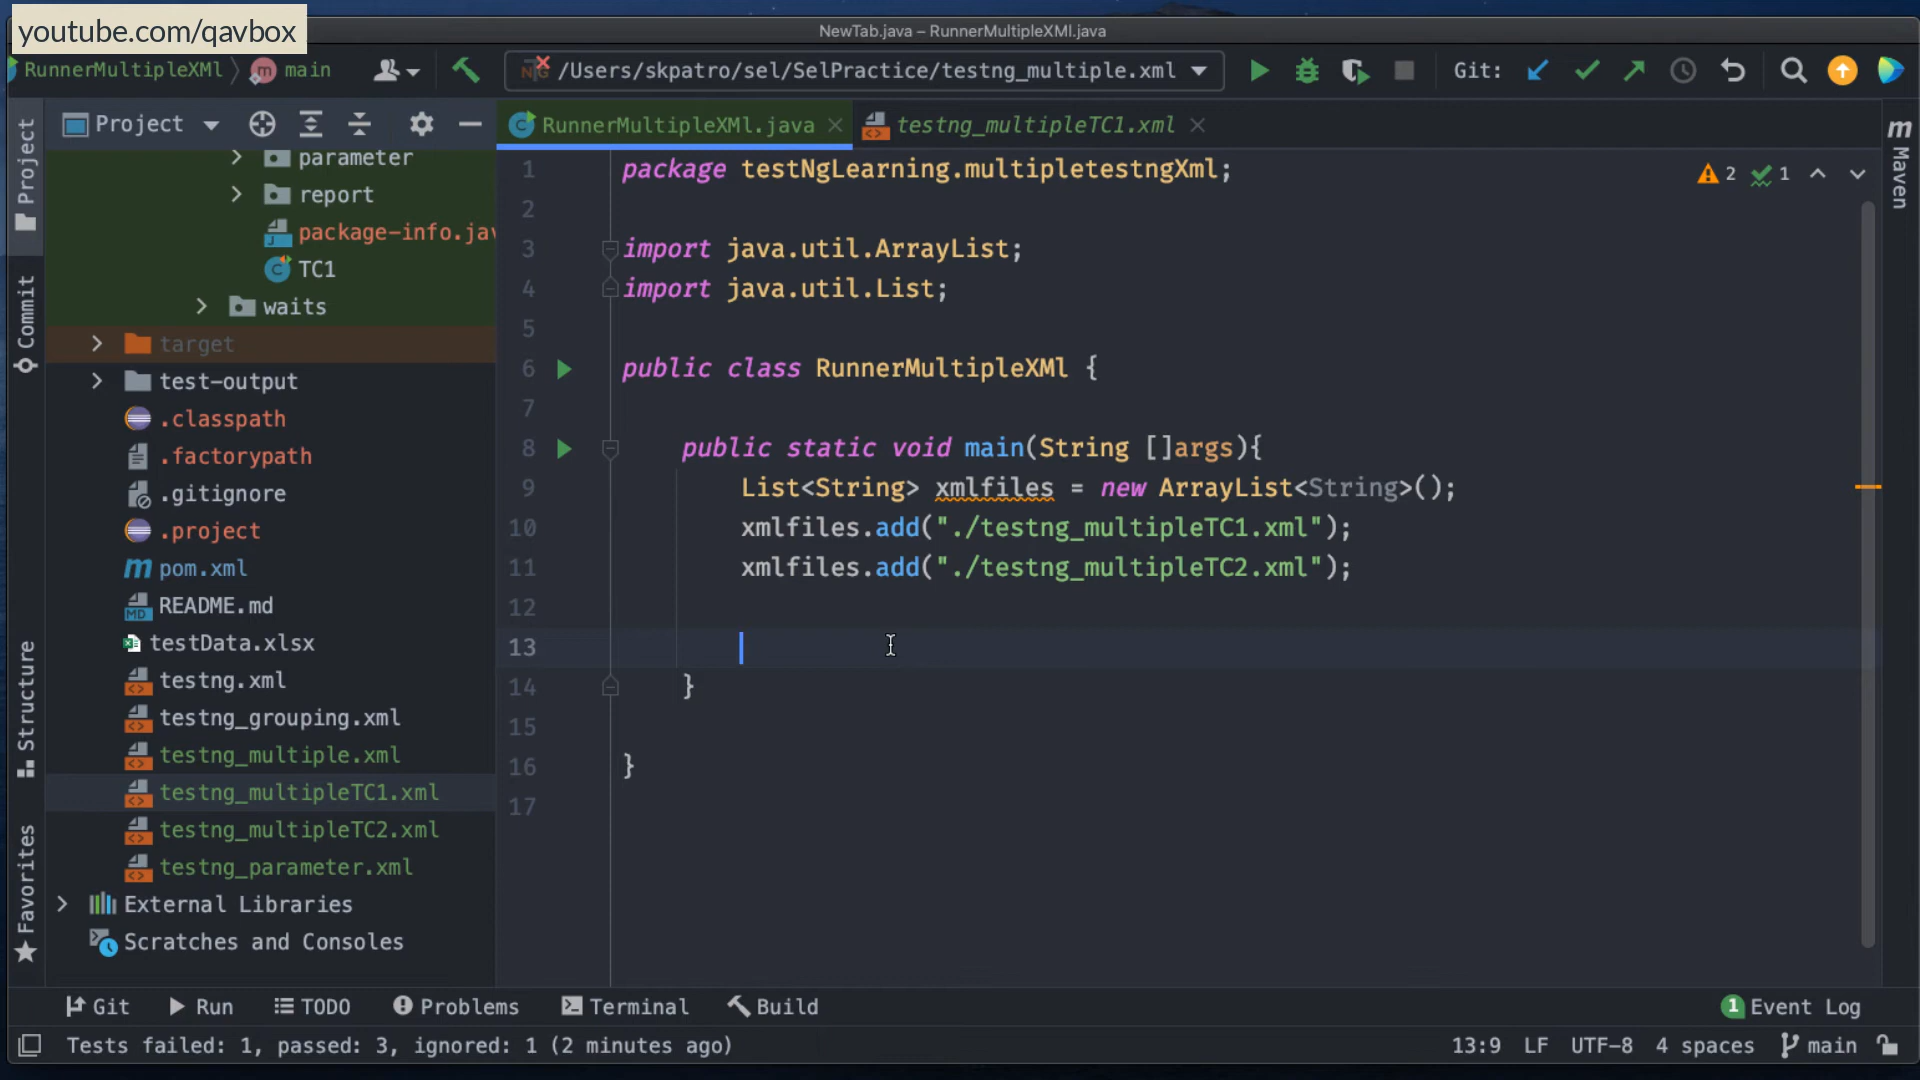 youtube.com/qavbox
NewTab.java – RunnerMultipleXMl.java
RunnerMultipleXMl
main
/Users/skpatro/sel/SelPractice/testng_multiple.xml
Git:
Project
RunnerMultipleXMl.java
testng_multipleTC1.xml
Project
Commit
Structure
Favorites
Maven
parameter
report
package-info.jav
TC1
waits
target
test-output
.classpath
.factorypath
.gitignore
.project
pom.xml
README.md
testData.xlsx
testng.xml
testng_grouping.xml
testng_multiple.xml
testng_multipleTC1.xml
testng_multipleTC2.xml
testng_parameter.xml
External Libraries
Scratches and Consoles
2 1
1 package testNgLearning.multipletestngXml;
2
3 import java.util.ArrayList;
4 import java.util.List;
5
6 public class RunnerMultipleXMl {
7
8 public static void main(String []args){
9 List<String> xmlfiles = new ArrayList<String>();
10 xmlfiles.add("./testng_multipleTC1.xml");
11 xmlfiles.add("./testng_multipleTC2.xml");
12
13
14 }
15
16 }
17
Git Run TODO Problems Terminal Build 1 Event Log
Tests failed: 1, passed: 3, ignored: 1 (2 minutes ago) 13:9 LF UTF-8 4 spaces main